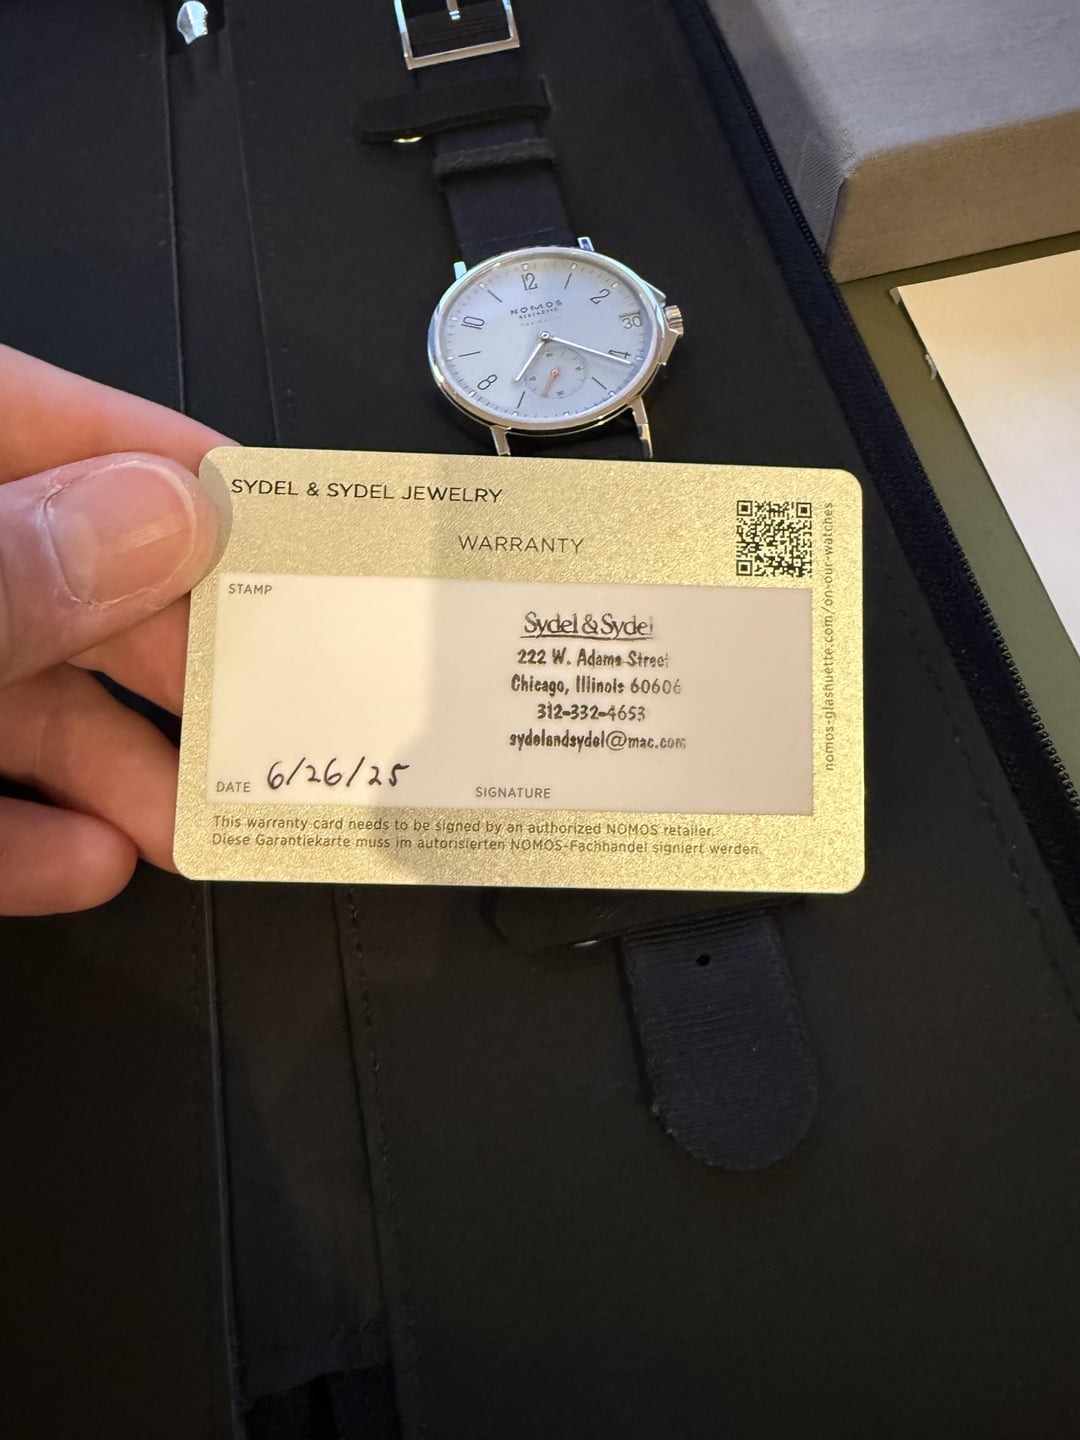 12
2
10
NOMOS
GLASHÜTTE
30
4
8
SYDEL & SYDEL JEWELRY
WARRANTY
STAMP
Sydel & Sydel
222 W. Adams Street
Chicago, Illinois 60606
312-332-4653
sydelandsydel@mac.com
DATE 6/26/25
SIGNATURE
nomos-glashuette.com/on-our-watches
This warranty card needs to be signed by an authorized NOMOS retailer.
Diese Garantiekarte muss im autorisierten NOMOS-Fachhandel signiert werden.